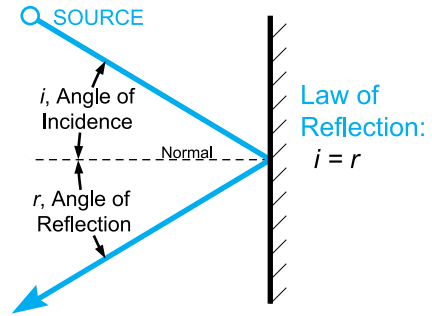 SOURCE
i, Angle of
Incidence
Normal
r, Angle of
Reflection
Law of
Reflection:
i = r